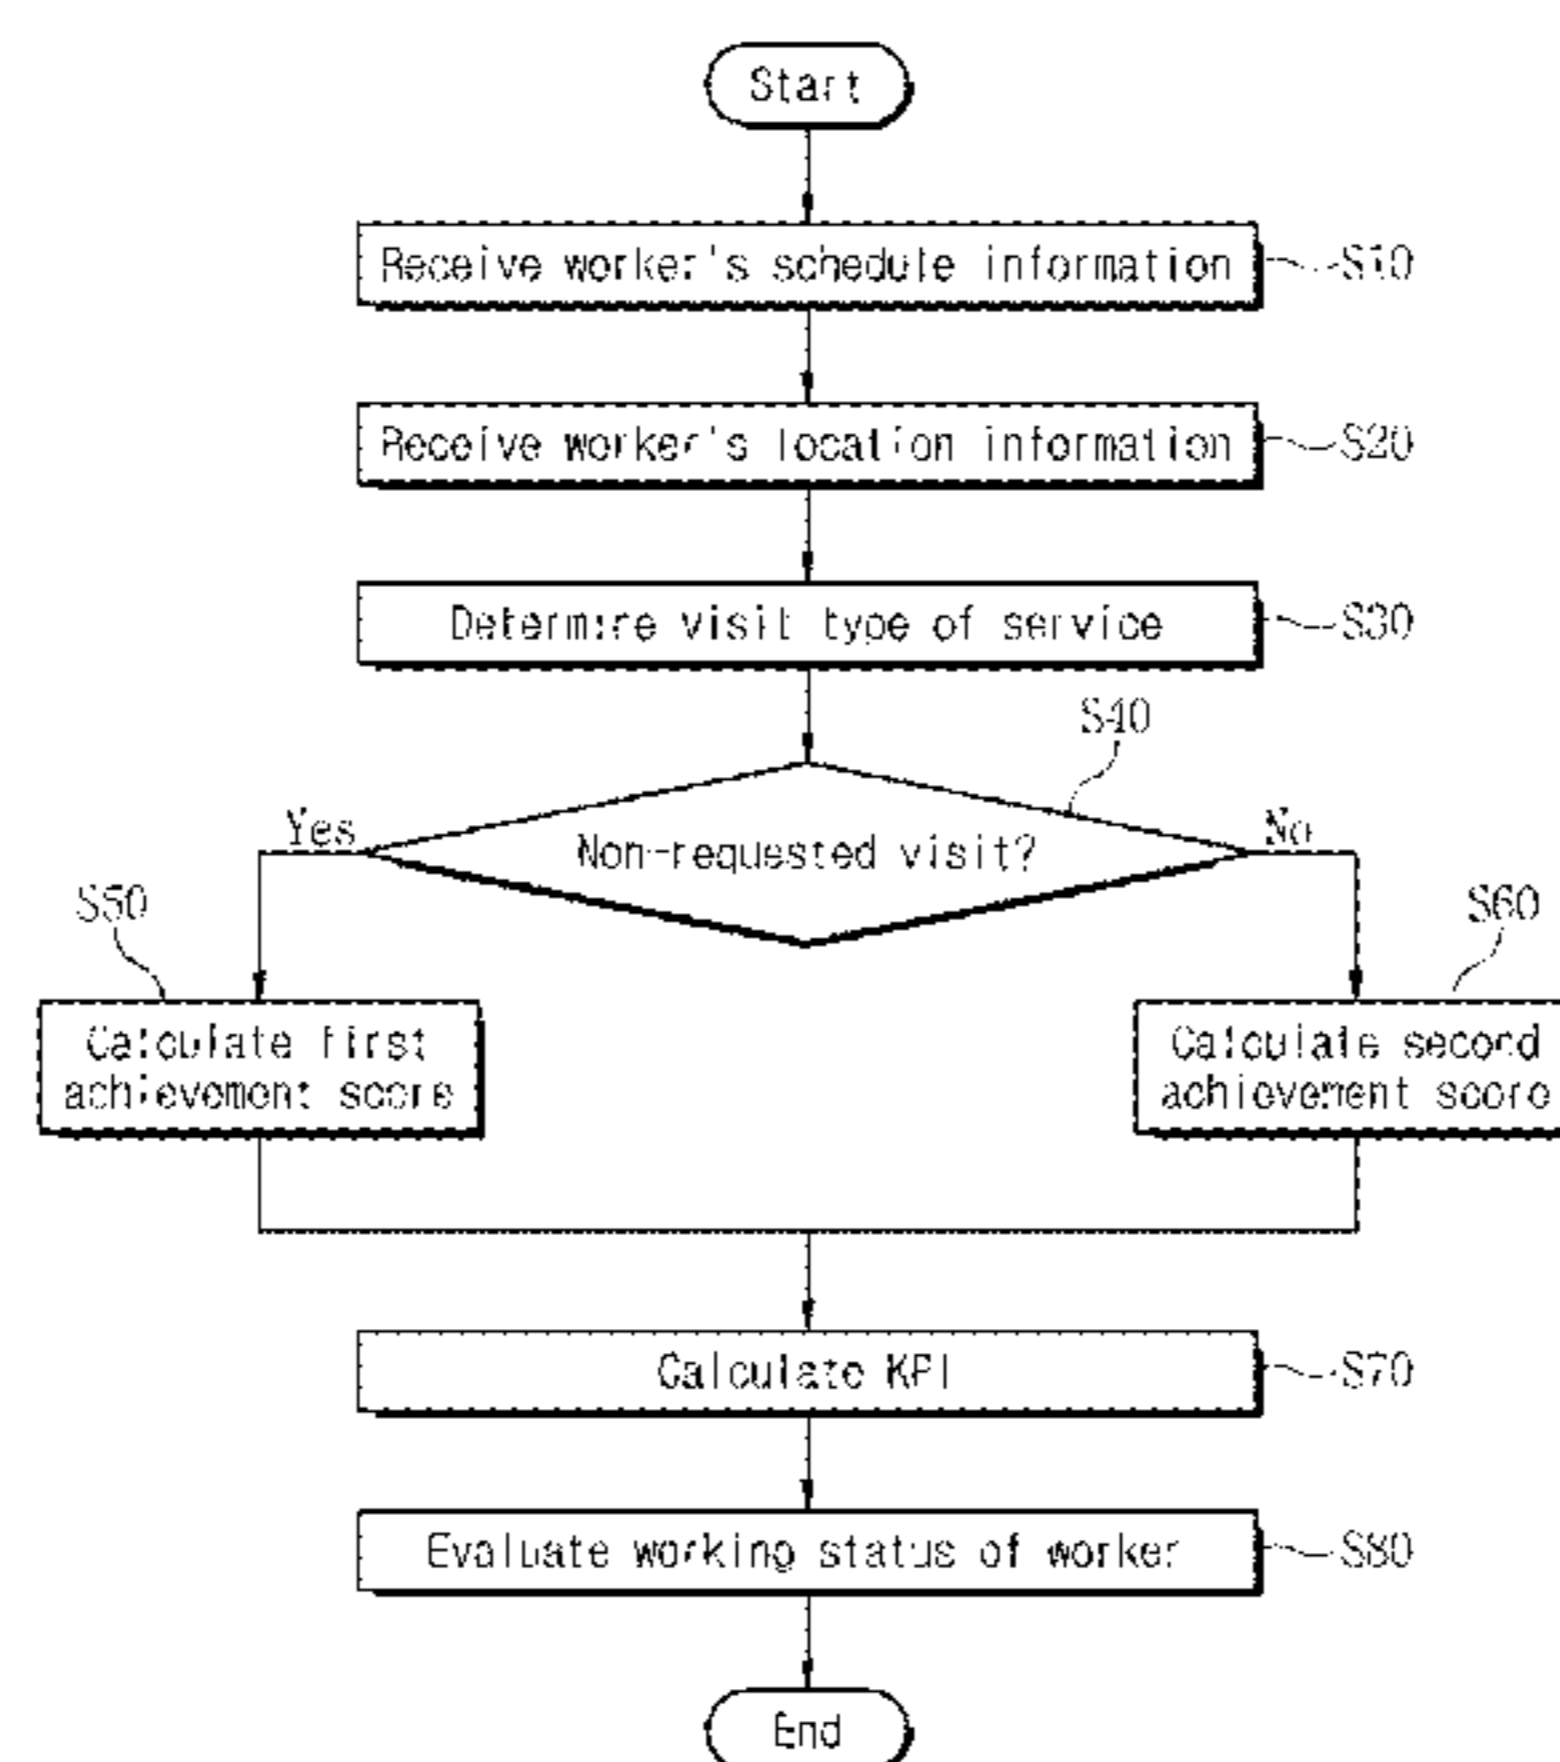 Start
Receive worker's schedule information
S10
Receive worker's location information
S20
Determine visit type of service
S30
S40
Non-requested visit?
Yes
No
S50
Calculate first
achievement score
S60
Calculate second
achievement score
Calculate KPI
S70
Evaluate working status of worker
S80
End